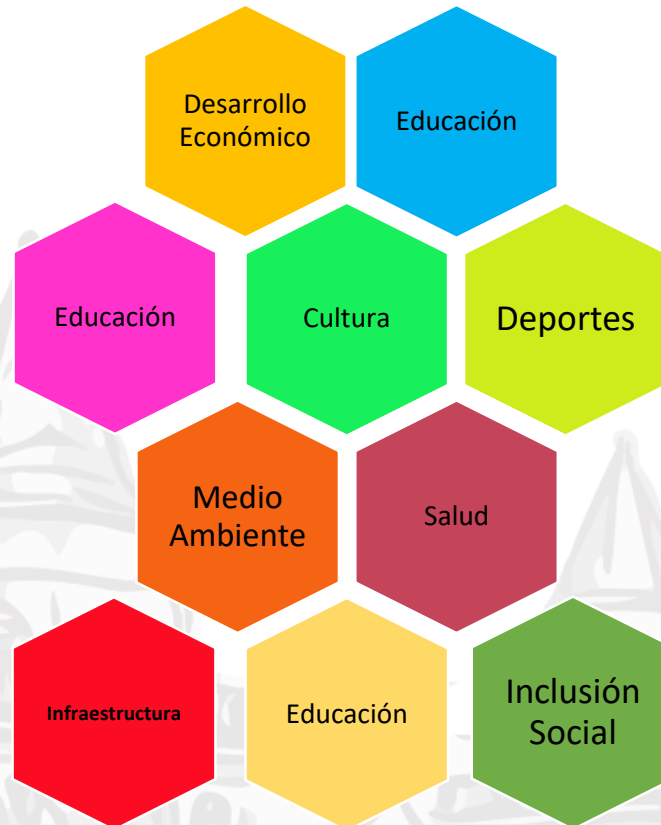 Desarrollo
Económico
Educación
Educación
Cultura
Deportes
Medio
Ambiente
Salud
Infraestructura
Educación
Inclusión
Social